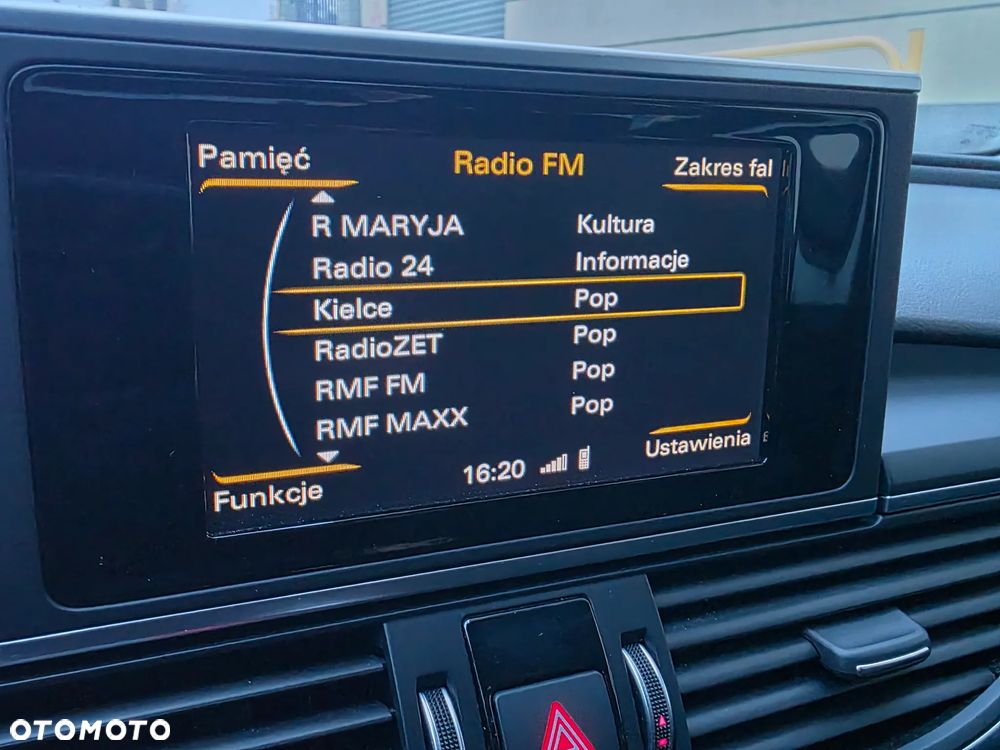 Pamięć Radio FM Zakres fal
R MARYJA Kultura
Radio 24 Informacje
Kielce Pop
RadioZET Pop
RMF FM Pop
RMF MAXX Pop
Funkcje 16:20 Ustawienia
OTOMOTO